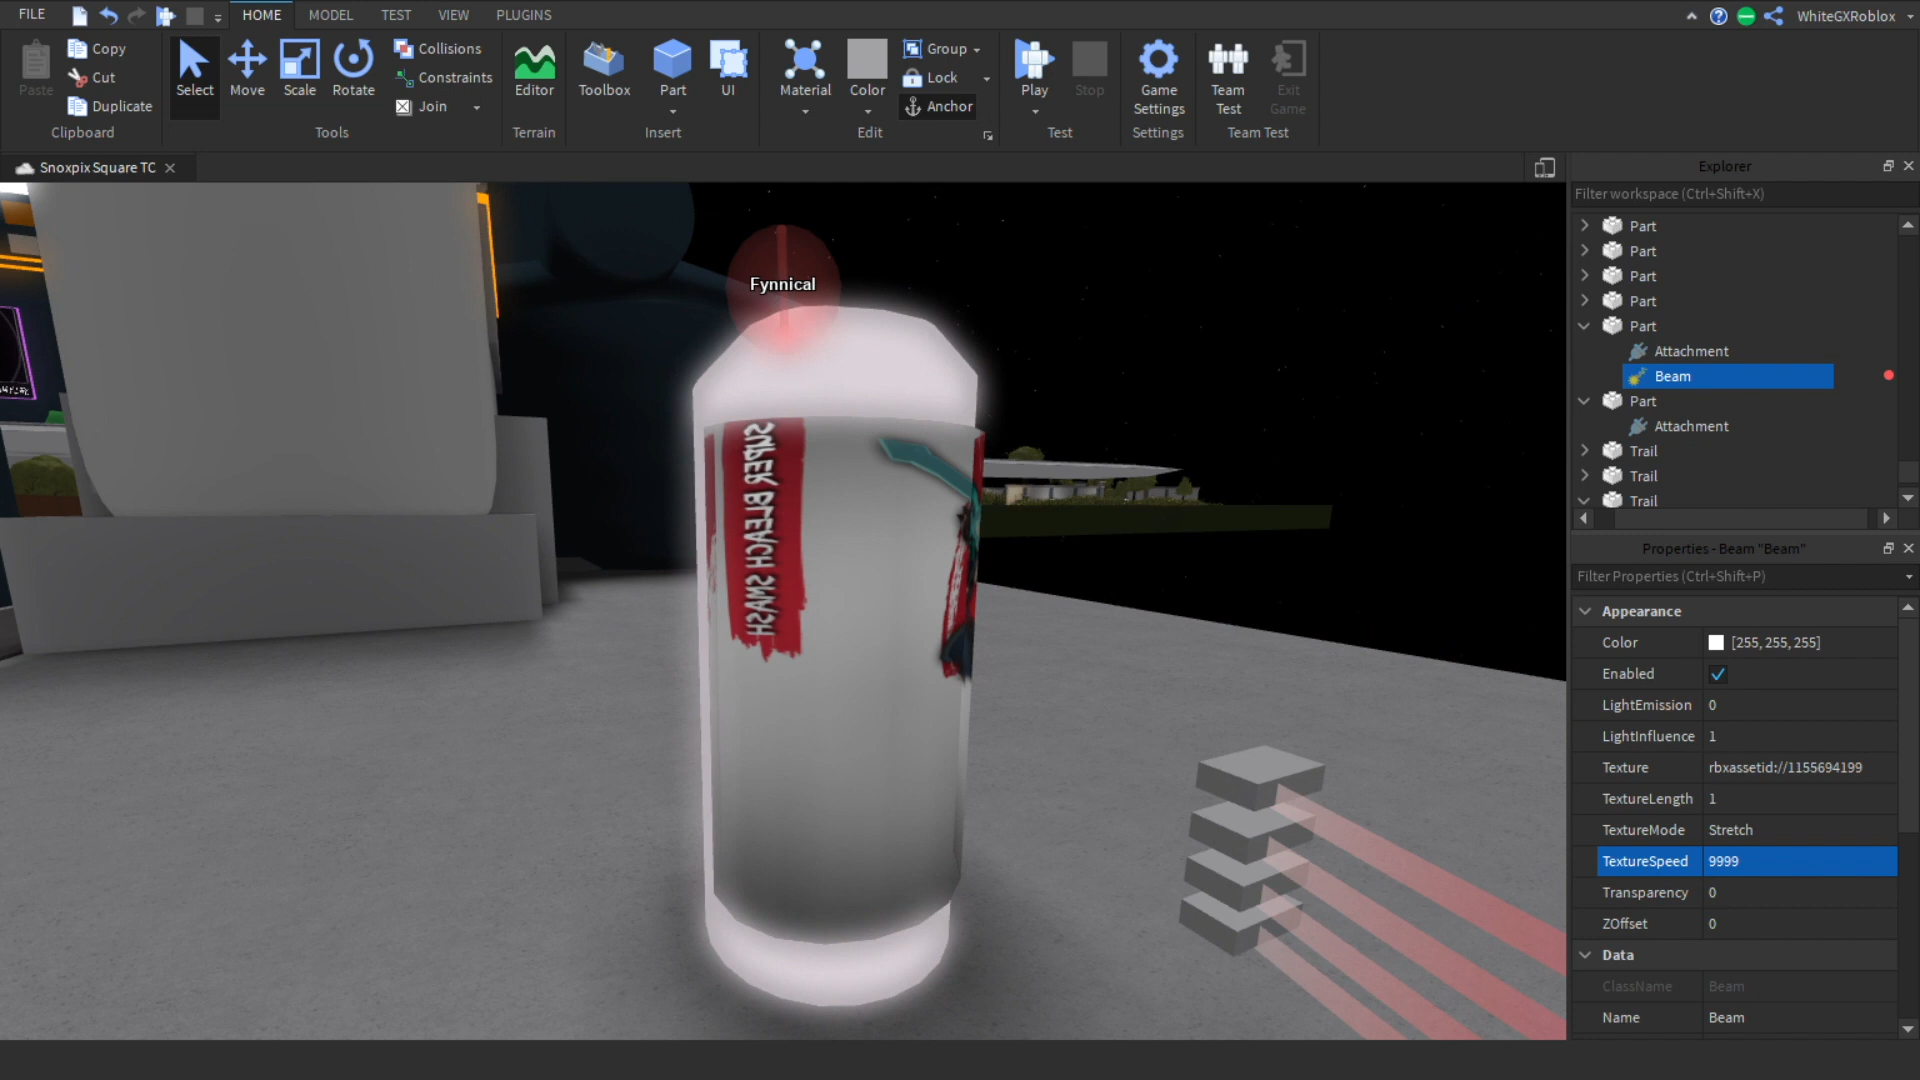 FILE
HOME
MODEL
TEST
VIEW
PLUGINS
WhiteGXRoblox
Paste
Copy
Cut
Duplicate
Clipboard
Select
Move
Scale
Rotate
Tools
Collisions
Constraints
Join
Editor
Terrain
Toolbox
Part
UI
Insert
Material
Color
Group
Lock
Anchor
Edit
Play
Stop
Test
Game
Settings
Settings
Team
Test
Exit
Game
Team Test
Snoxpix Square TC
Fynnical
SUPER BLEACH SMASH
Explorer
Filter workspace (Ctrl+Shift+X)
Part
Part
Part
Part
Part
Attachment
Beam
Part
Attachment
Trail
Trail
Trail
Properties - Beam "Beam"
Filter Properties (Ctrl+Shift+P)
Appearance
Color [255, 255, 255]
Enabled
LightEmission 0
LightInfluence 1
Texture rbxassetid://1155694199
TextureLength 1
TextureMode Stretch
TextureSpeed 9999
Transparency 0
ZOffset 0
Data
ClassName Beam
Name Beam